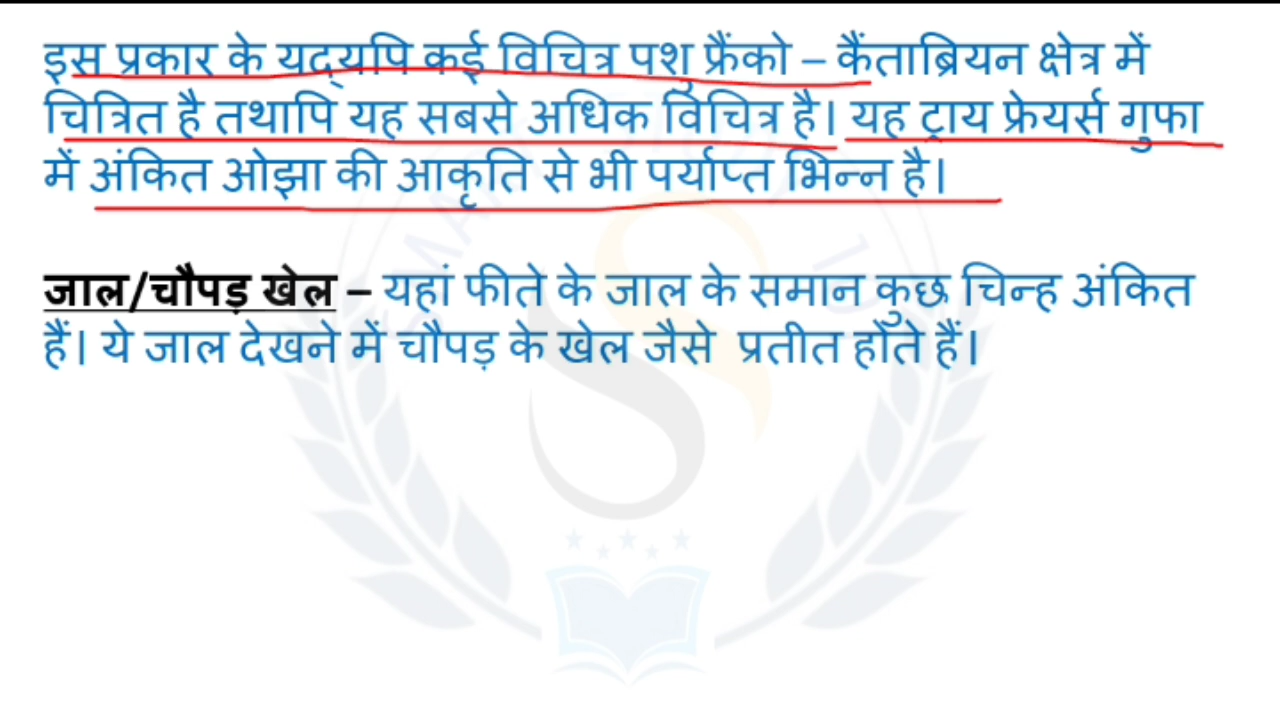 इस प्रकार के यद्यपि कई विचित्र पशु फ्रैंको – कैंताब्रियन क्षेत्र में
चित्रित है तथापि यह सबसे अधिक विचित्र है। यह ट्राय फ्रेयर्स गुफा
में अंकित ओझा की आकृति से भी पर्याप्त भिन्न है।
जाल/चौपड़ खेल – यहां फीते के जाल के समान कुछ चिन्ह अंकित
हैं। ये जाल देखने में चौपड़ के खेल जैसे प्रतीत होते हैं।